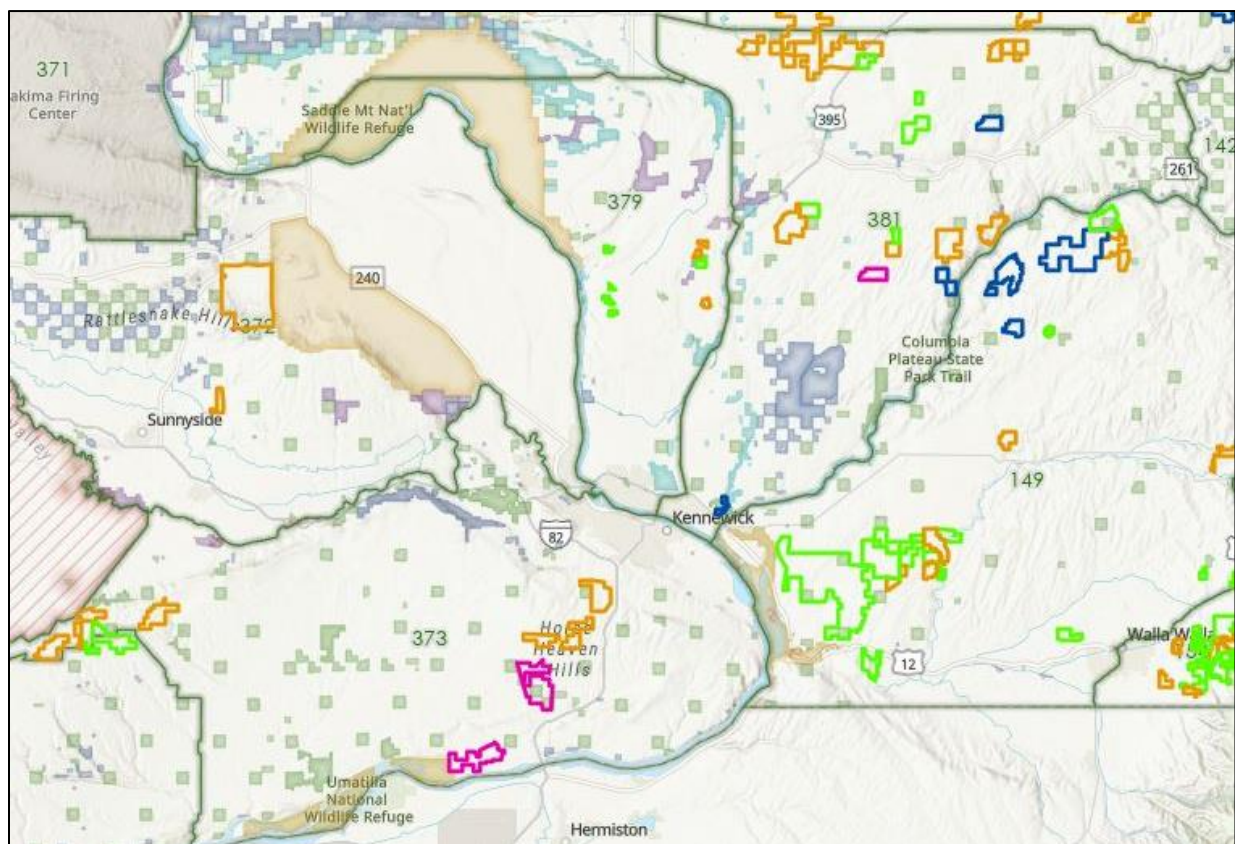 371
akima Firing
Center
Saddle Mt Nat'l
Wildlife Refuge
395
142
261
379
381
240
Rattlesnake Hills
372
Columbia
Plateau State
Park Trail
Sunnyside
Valley
149
Kennewick
82
373
Horse
Heaven
Hills
12
Walla Walla
Umatilla
National
Wildlife Refuge
Hermiston